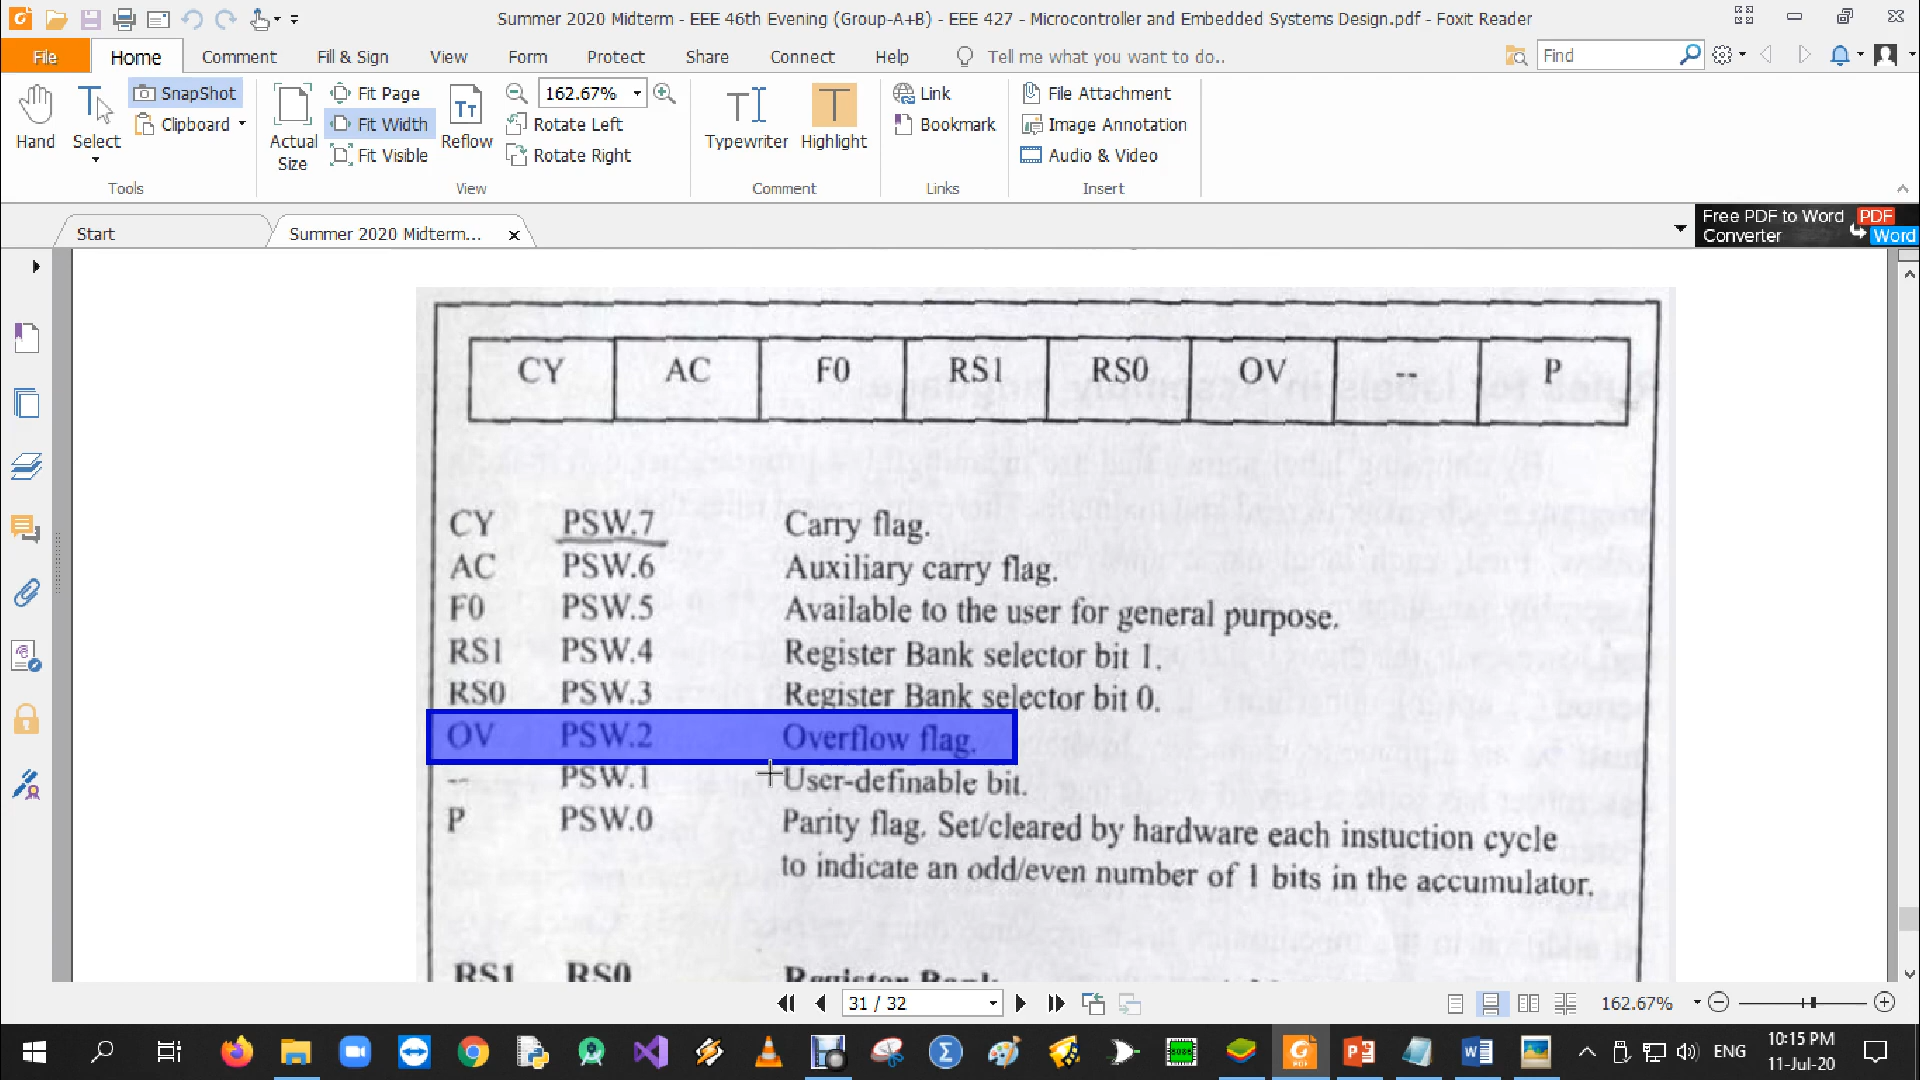 Summer 2020 Midterm - EEE 46th Evening (Group-A+B) - EEE 427 - Microcontroller and Embedded Systems Design.pdf - Foxit Reader
File Home Comment Fill & Sign View Form Protect Share Connect Help Tell me what you want to do.. Find
Hand Select SnapShot Clipboard
Tools
Actual Size Fit Page Fit Width Fit Visible Reflow 162.67% Rotate Left Rotate Right
View
Typewriter Highlight
Comment
Link Bookmark
Links
File Attachment Image Annotation Audio & Video
Insert
Start Summer 2020 Midterm...
Free PDF to Word Converter PDF Word
CY AC F0 RS1 RS0 OV -- P
CY PSW.7 Carry flag.
AC PSW.6 Auxiliary carry flag.
F0 PSW.5 Available to the user for general purpose.
RS1 PSW.4 Register Bank selector bit 1.
RS0 PSW.3 Register Bank selector bit 0.
OV PSW.2 Overflow flag.
-- PSW.1 User-definable bit.
P PSW.0 Parity flag. Set/cleared by hardware each instuction cycle
to indicate an odd/even number of 1 bits in the accumulator.
RS1 RS0 Register Bank
31 / 32 162.67%
ENG 10:15 PM
11-Jul-20